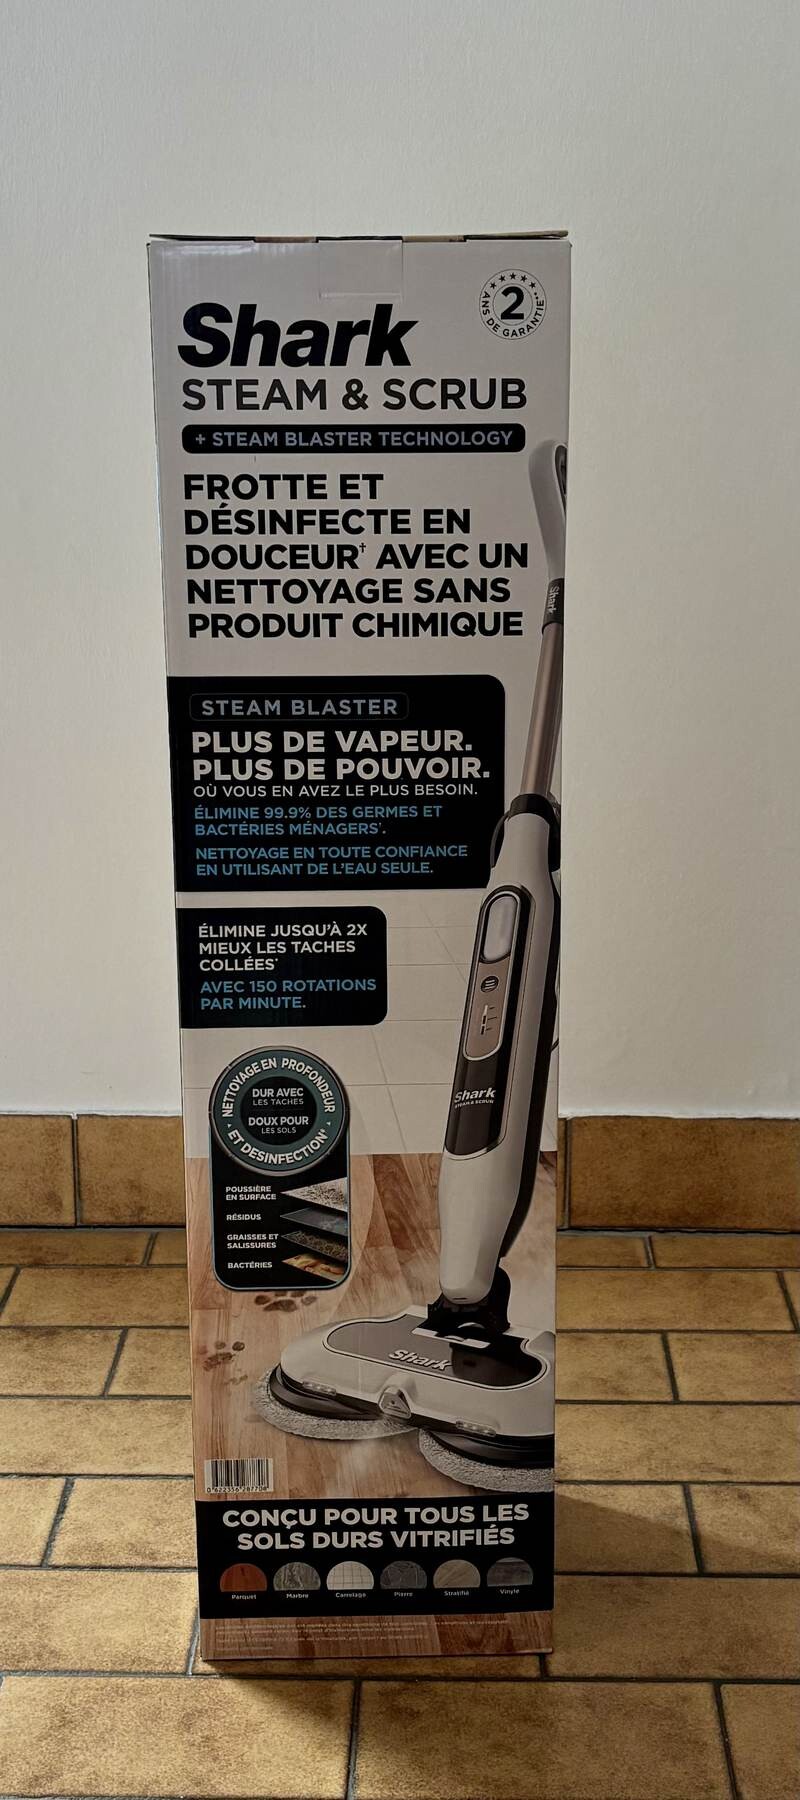 Shark
2
ANS DE GARANTIE**
STEAM & SCRUB
+ STEAM BLASTER TECHNOLOGY
FROTTE ET
DÉSINFECTE EN
DOUCEUR† AVEC UN
NETTOYAGE SANS
PRODUIT CHIMIQUE
Shark
STEAM BLASTER
PLUS DE VAPEUR.
PLUS DE POUVOIR.
OÙ VOUS EN AVEZ LE PLUS BESOIN.
ÉLIMINE 99.9% DES GERMES ET
BACTÉRIES MÉNAGERS†.
NETTOYAGE EN TOUTE CONFIANCE
EN UTILISANT DE L'EAU SEULE.
ÉLIMINE JUSQU'À 2X
MIEUX LES TACHES
COLLÉES*
AVEC 150 ROTATIONS
PAR MINUTE.
NETTOYAGE EN PROFONDEUR
DUR AVEC
LES TACHES
DOUX POUR
LES SOLS
ET DESINFECTION
Shark
STEAM & SCRUB
POUSSIÈRE
EN SURFACE
RÉSIDUS
GRAISSES ET
SALISSURES
BACTÉRIES
Shark
CONÇU POUR TOUS LES
SOLS DURS VITRIFIÉS
Parquet Marbre Carrelage Pierre Stratifié Vinyle